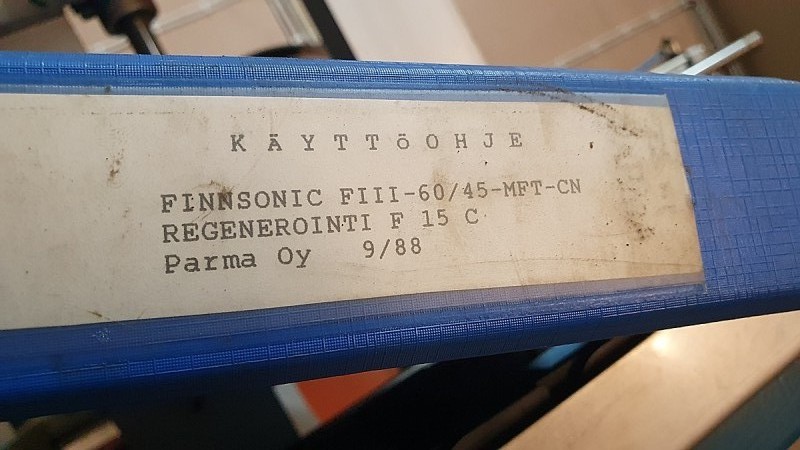 KÄYTTöOHJE
FINNSONIC FIII-60/45-MFT-CN
REGENEROINTI F 15 C
Parma Oy 9/88